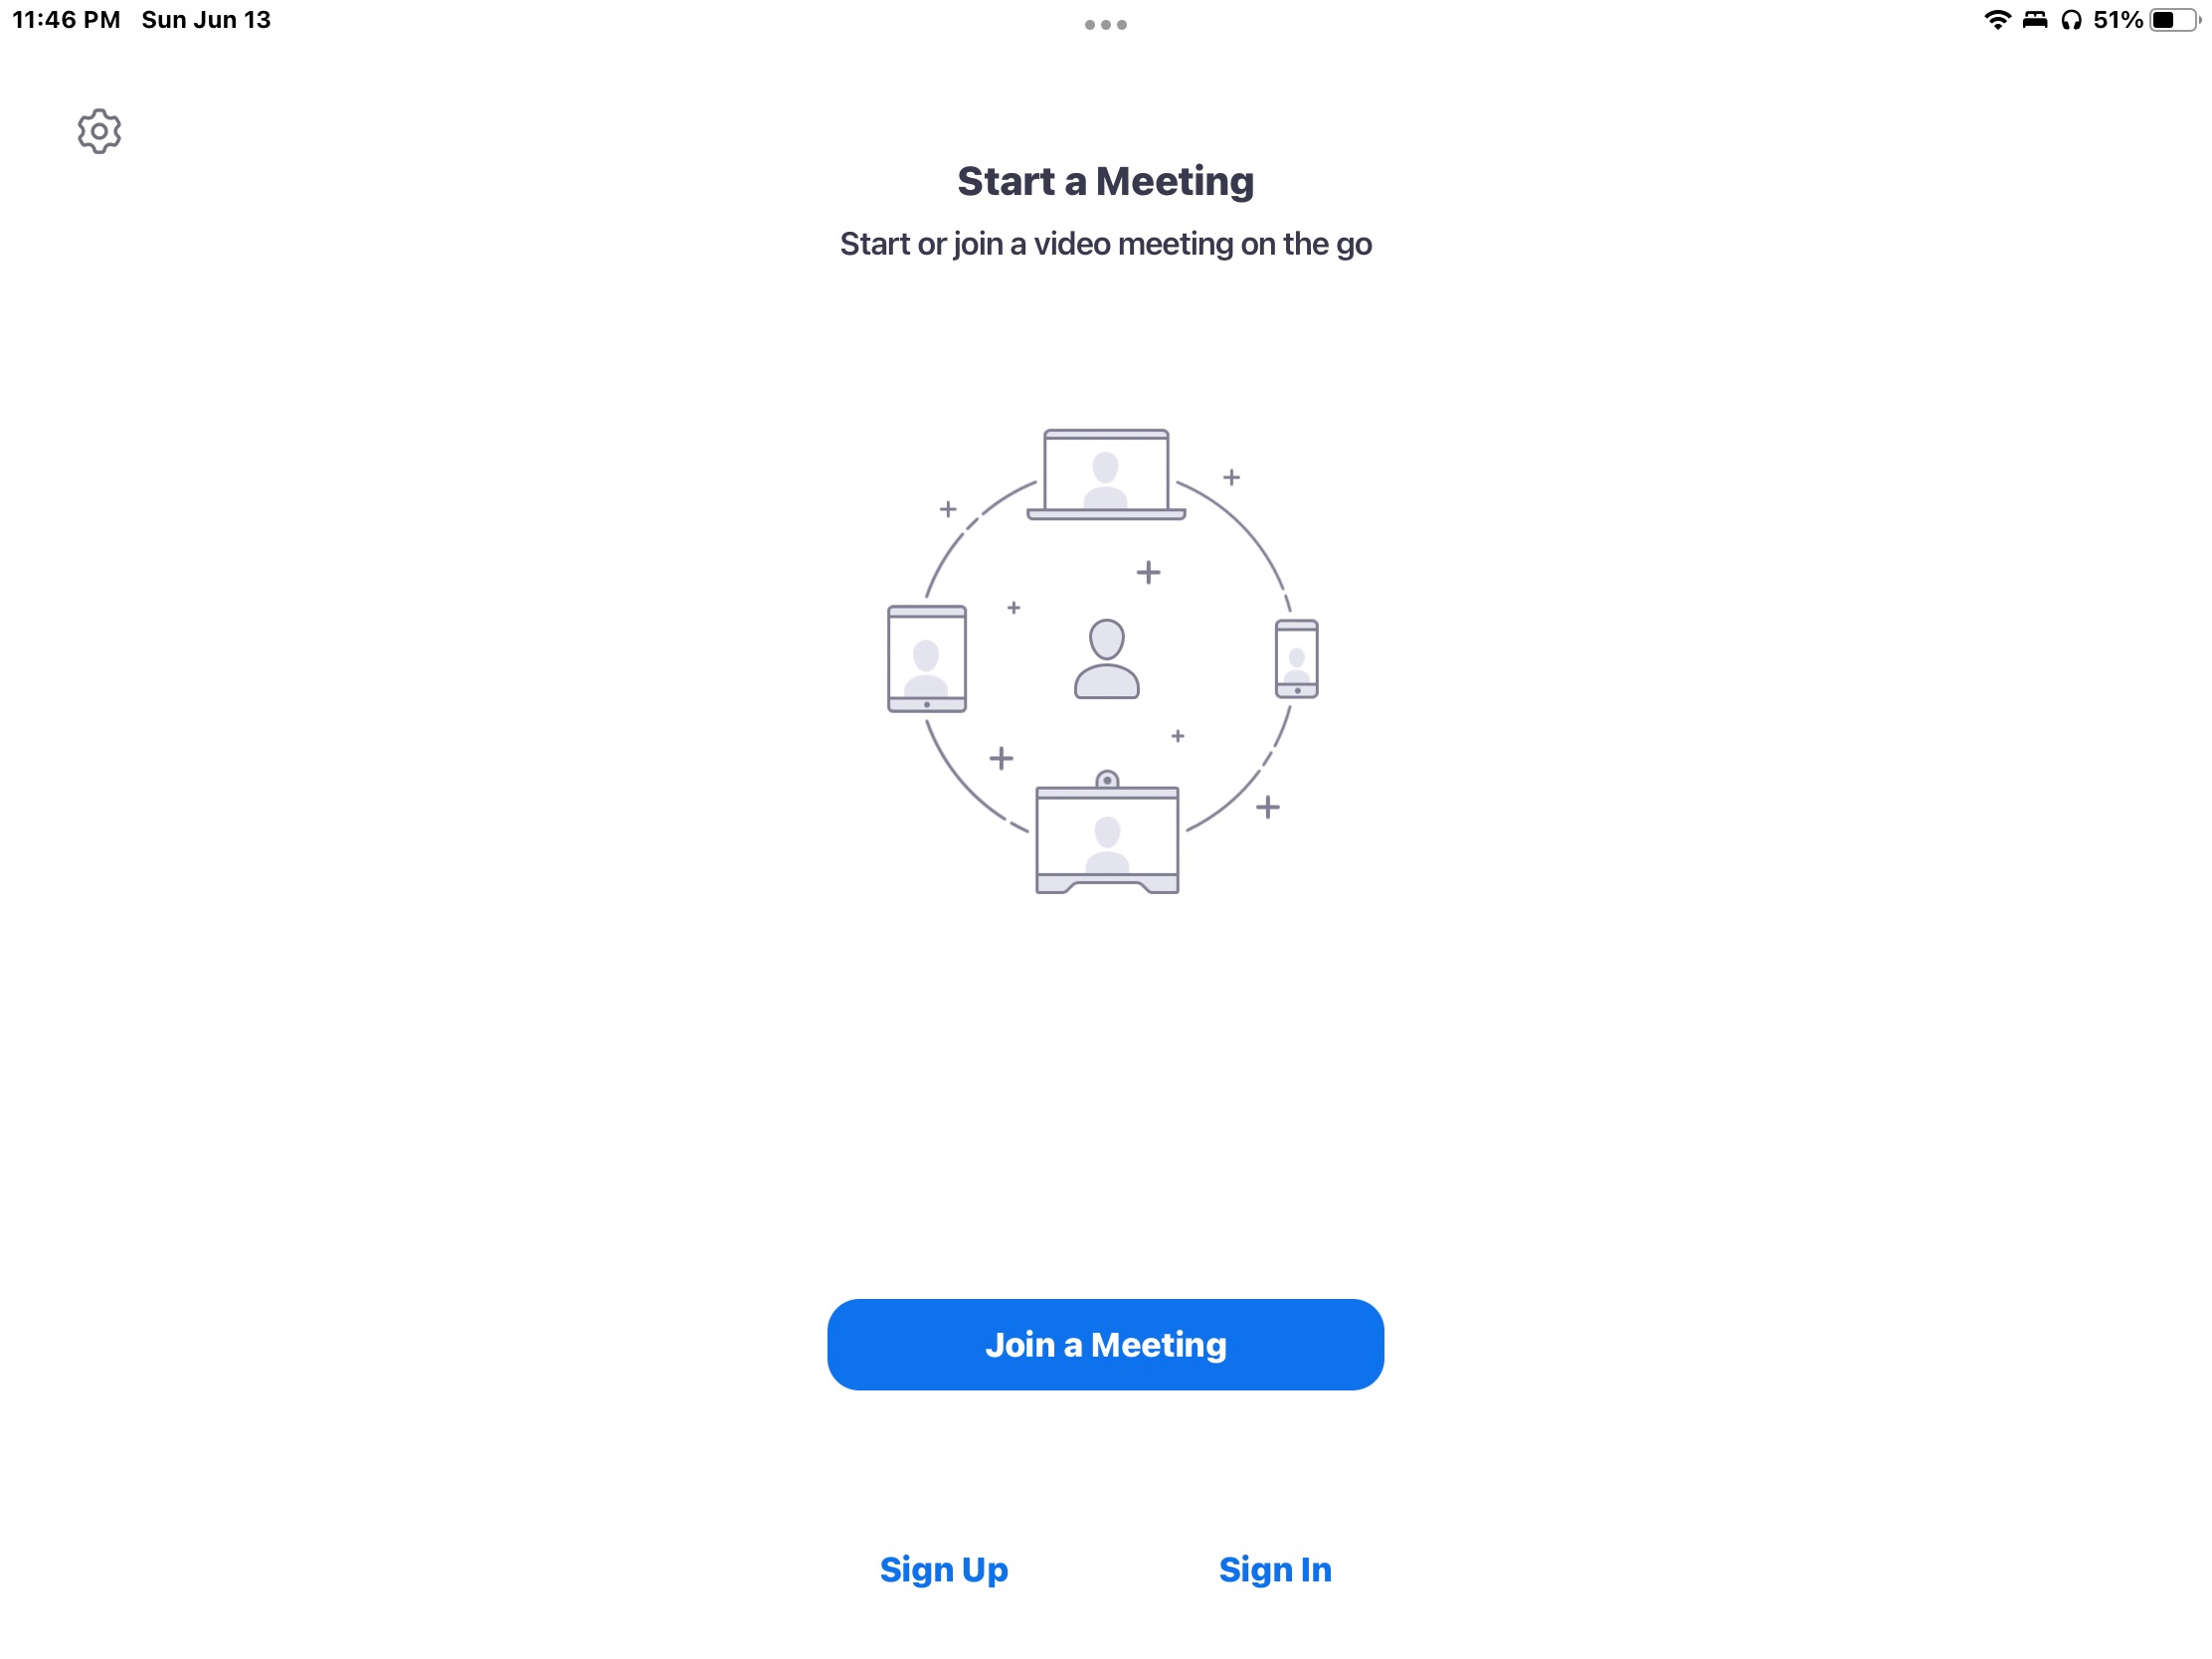 11:46 PM Sun Jun 13
51%
Start a Meeting
Start or join a video meeting on the go
Join a Meeting
Sign Up
Sign In